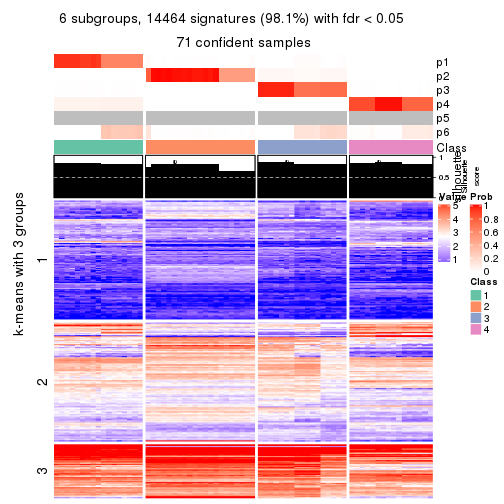 6 subgroups, 14464 signatures (98.1%) with fdr < 0.05
71 confident samples
p1
p2
p3
p4
p5
p6
Class
1
0.5
0
Silhouette
silhouette
score
k-means with 3 groups
1
2
3
Value
5
4
3
2
1
Prob
1
0.8
0.6
0.4
0.2
0
Class
1
2
3
4